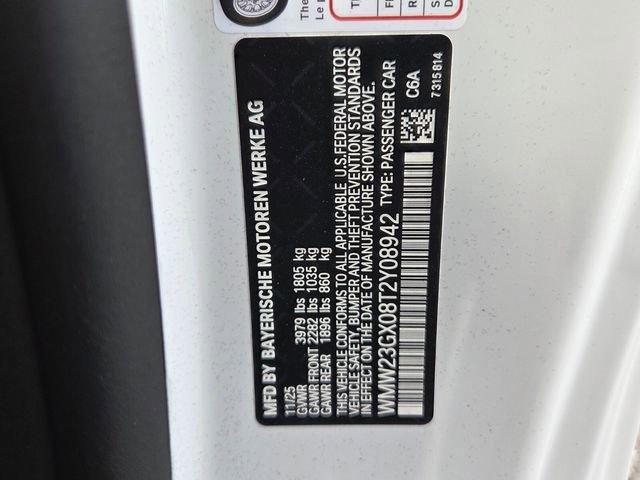 The
Le p
MFD BY BAYERISCHE MOTOREN WERKE AG
11/25
GVWR 3979 lbs 1805 kg
GAWR FRONT 2282 lbs 1035 kg
GAWR REAR 1896 lbs 860 kg
THIS VEHICLE CONFORMS TO ALL APPLICABLE U.S.FEDERAL MOTOR
VEHICLE SAFETY, BUMPER AND THEFT PREVENTION STANDARDS
IN EFFECT ON THE DATE OF MANUFACTURE SHOWN ABOVE.
WMW23GX08T2Y08942 TYPE: PASSENGER CAR
C6A
7315814